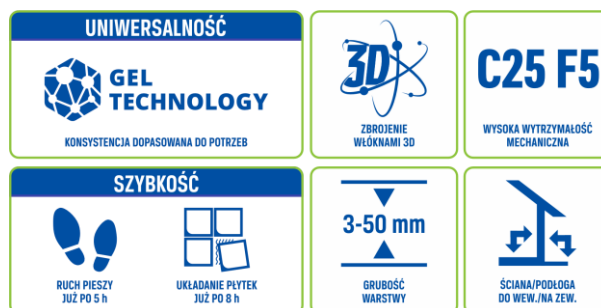 UNIWERSALNOŚĆ
GEL
TECHNOLOGY
KONSYSTENCJA DOPASOWANA DO POTRZEB
3D
ZBROJENIE
WŁÓKNAMI 3D
C25 F5
WYSOKA WYTRZYMAŁOŚĆ
MECHANICZNA
SZYBKOŚĆ
RUCH PIESZY
JUŻ PO 5 h
UKŁADANIE PŁYTEK
JUŻ PO 8 h
3-50 mm
GRUBOŚĆ
WARSTWY
ŚCIANA/PODŁOGA
DO WEW./NA ZEW.